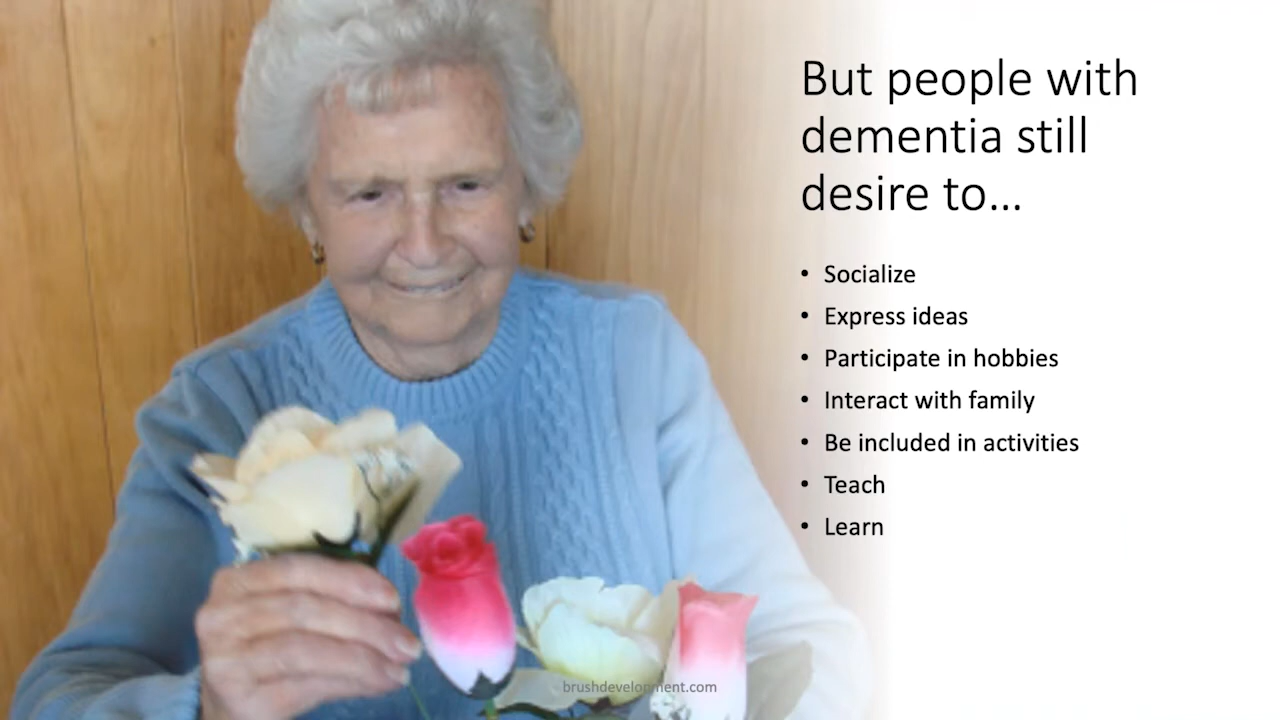 But people with
dementia still
desire to…
• Socialize
• Express ideas
• Participate in hobbies
• Interact with family
• Be included in activities
• Teach
• Learn
brushdevelopment.com